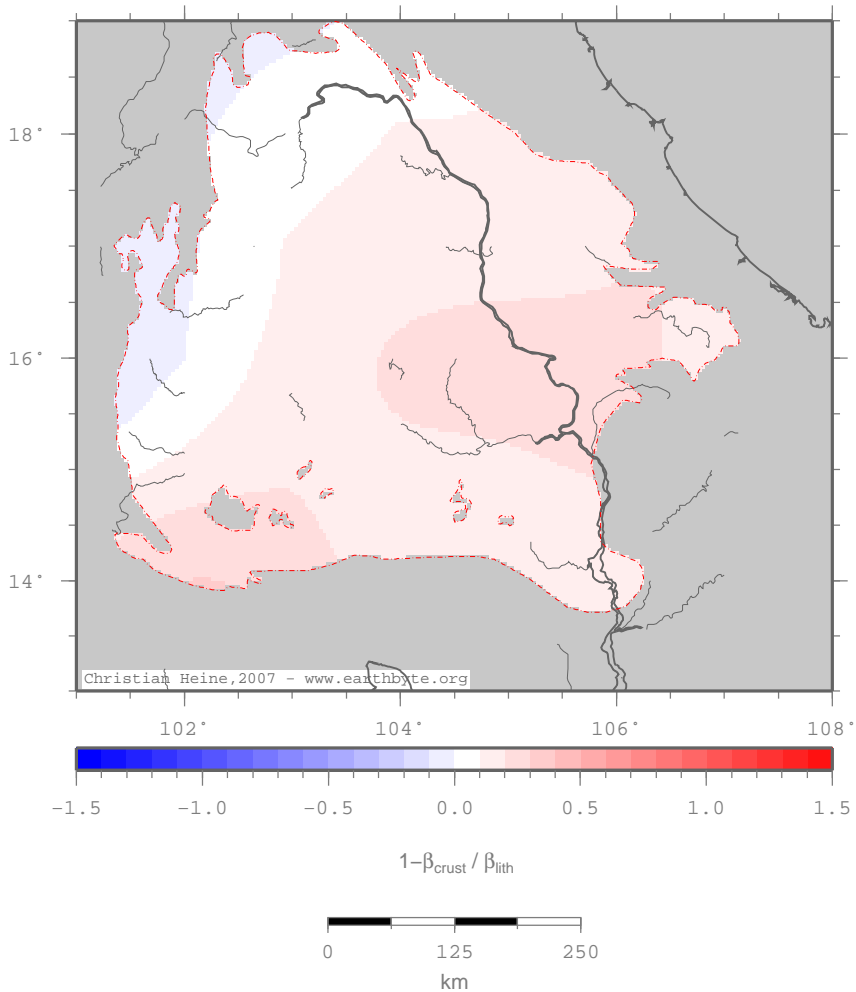 18°
16°
14°
Christian Heine,2007 - www.earthbyte.org
102° 104° 106° 108°
-1.5 -1.0 -0.5 0.0 0.5 1.0 1.5
1-βcrust / βlith
0 125 250
km